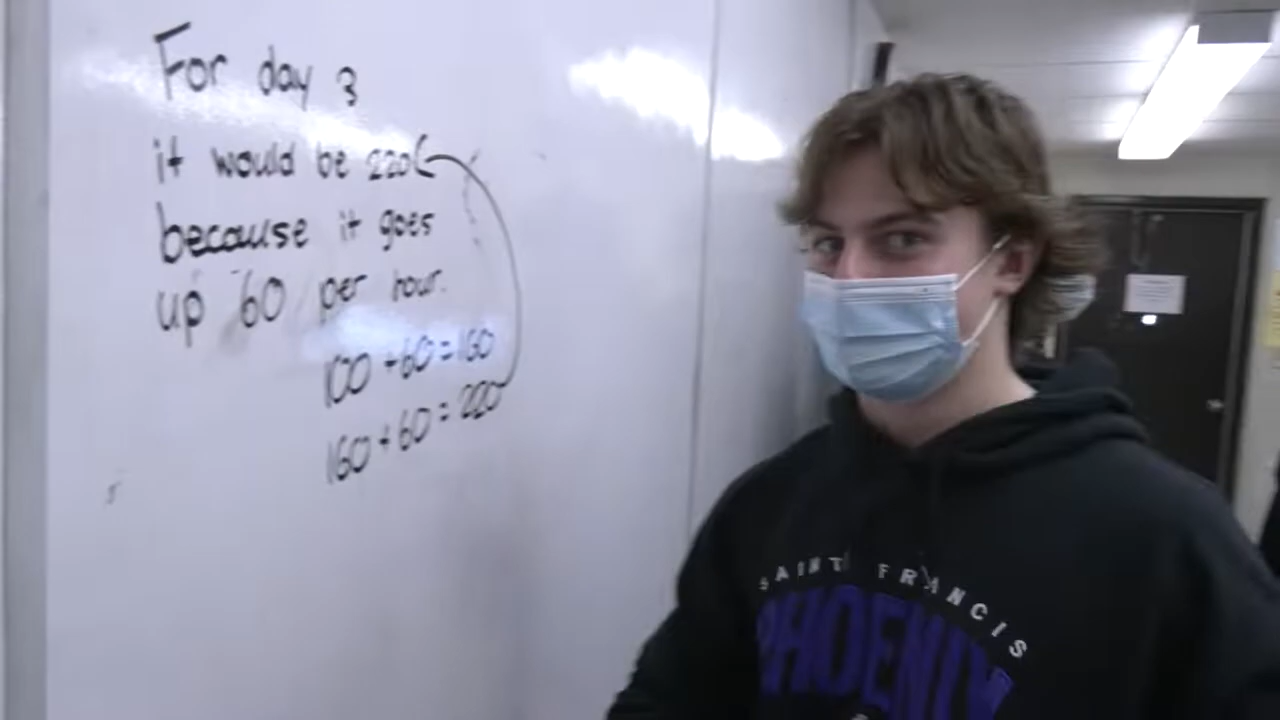 For day 3
it would be 220
because it goes
up 60 per hour.
100 + 60 = 160
160 + 60 = 220
SAINT FRANCIS
PHOENIX